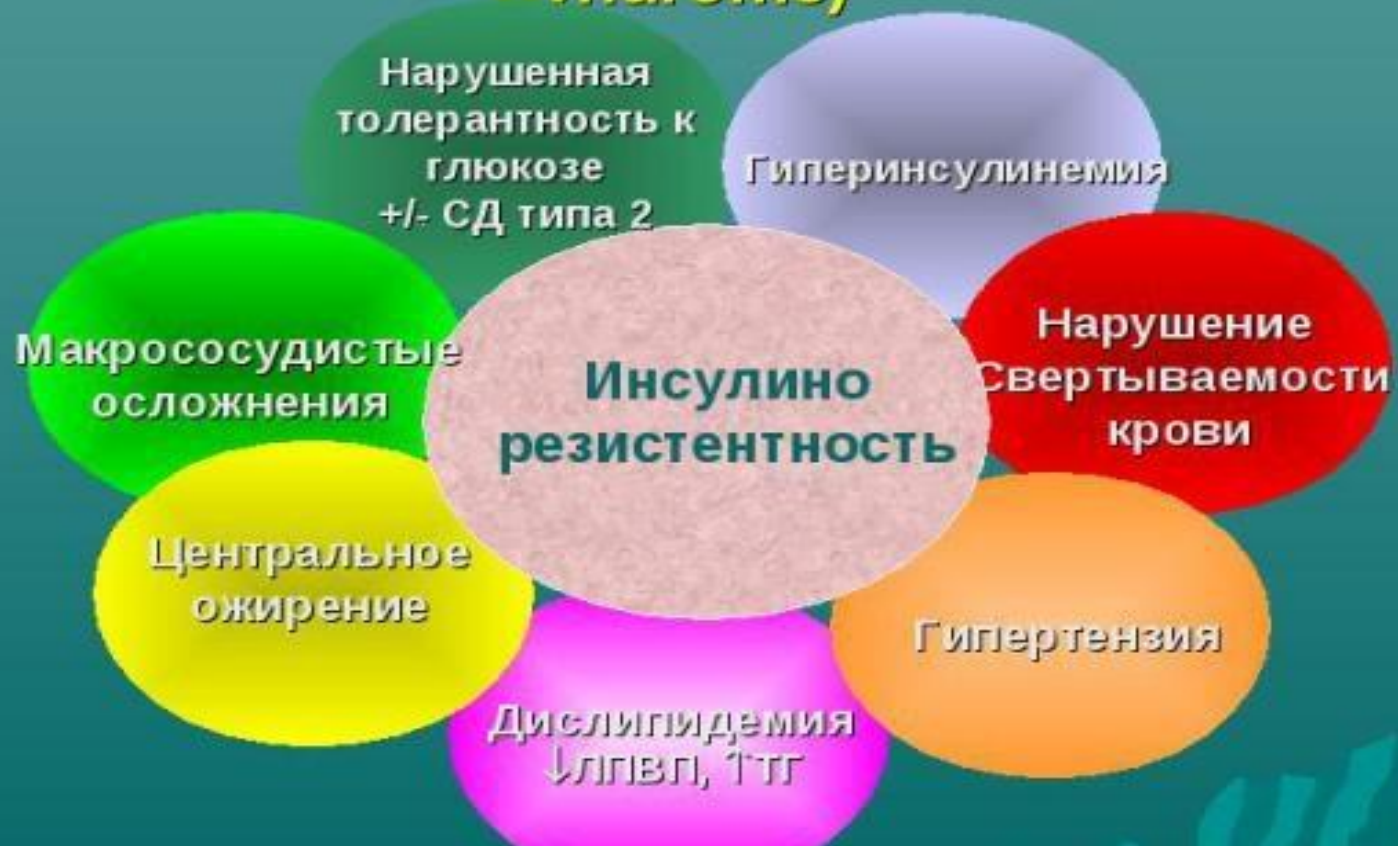 Нарушенная
толерантность к
глюкозе
+/- СД типа 2
Гиперинсулинемия
Макрососудистые
осложнения
Инсулино
резистентность
Нарушение
Свертываемости
крови
Центральное
ожирение
Гипертензия
Дислипидемия
↓ЛПВП, ↑ТГ